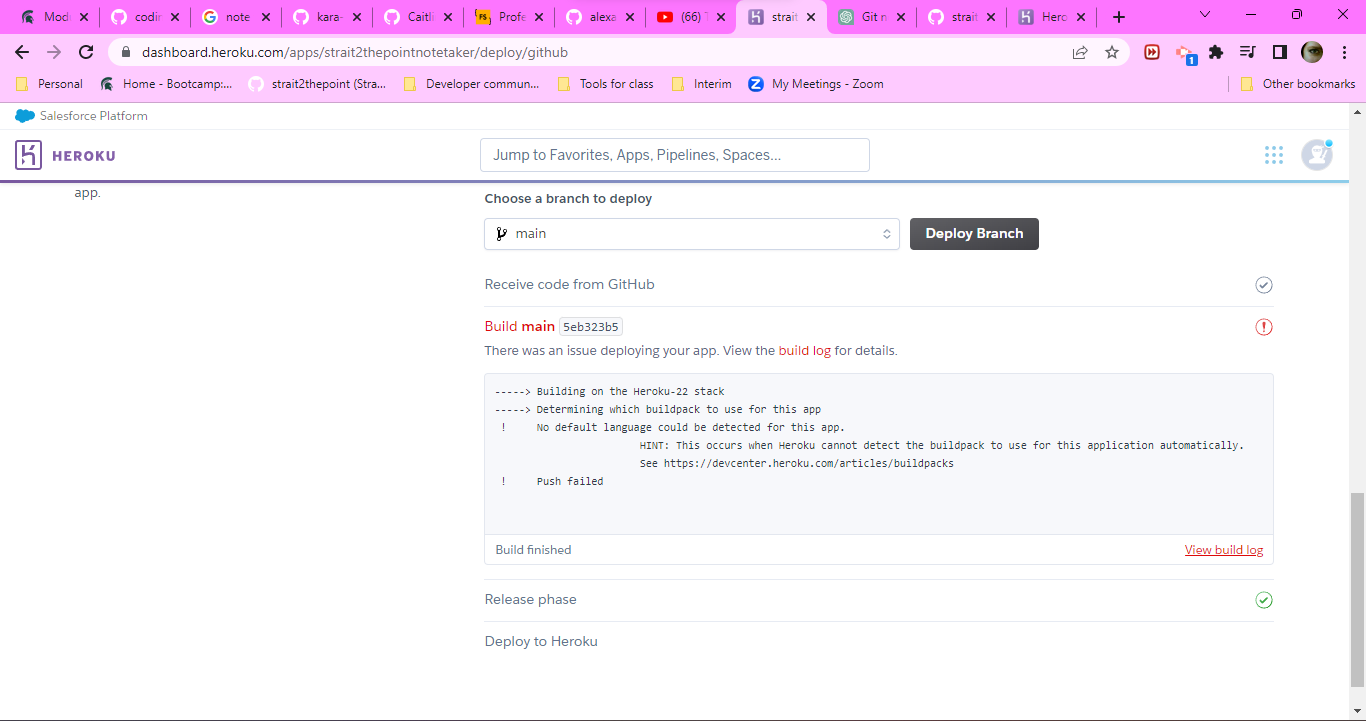 Mod
codir
note
kara-
Caitli
FS
Profe
alexa
(66) T
strait
Git n
strait
Hero
dashboard.heroku.com/apps/strait2thepointnotetaker/deploy/github
1
Personal
Home - Bootcamp:...
strait2thepoint (Stra...
Developer commun...
Tools for class
Interim
My Meetings - Zoom
Other bookmarks
Salesforce Platform
HEROKU
Jump to Favorites, Apps, Pipelines, Spaces...
app.
Choose a branch to deploy
main
Deploy Branch
Receive code from GitHub
Build main 5eb323b5
There was an issue deploying your app. View the build log for details.
-----> Building on the Heroku-22 stack
-----> Determining which buildpack to use for this app
! No default language could be detected for this app.
HINT: This occurs when Heroku cannot detect the buildpack to use for this application automatically.
See https://devcenter.heroku.com/articles/buildpacks
! Push failed
Build finished
View build log
Release phase
Deploy to Heroku